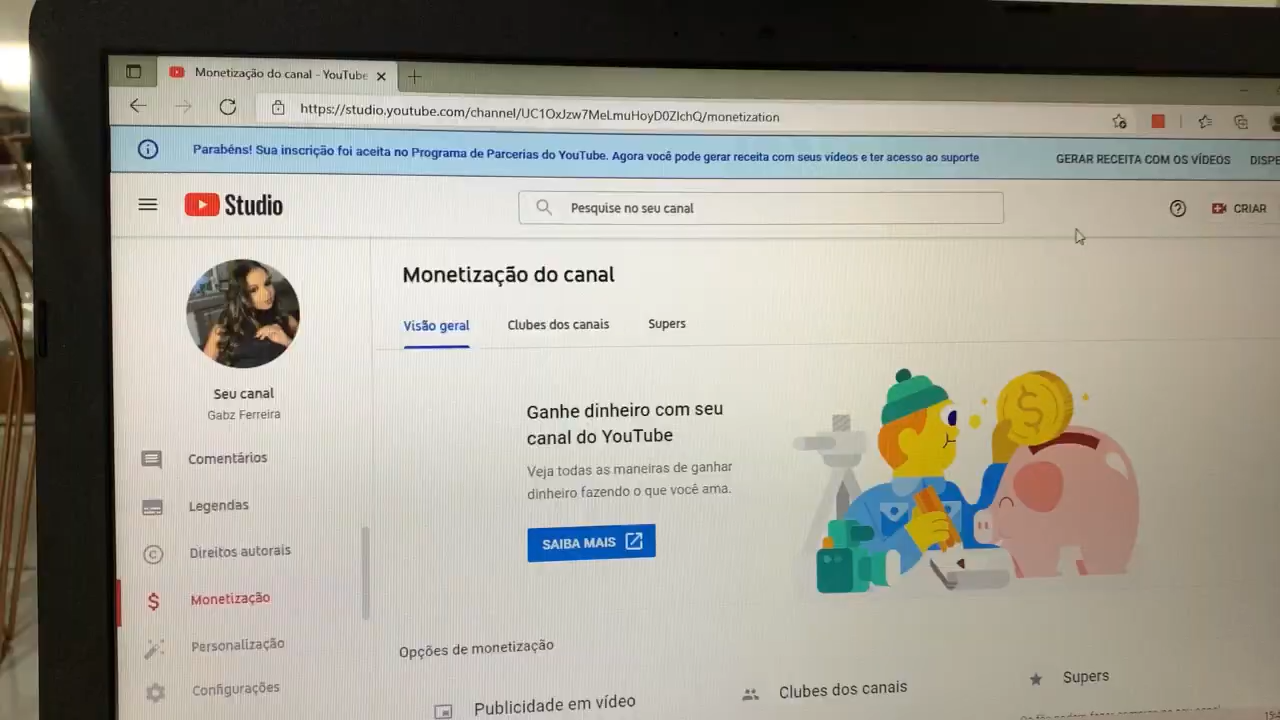 Monetização do canal - YouTube
https://studio.youtube.com/channel/UC1OxJzw7MeLmuHoyD0ZIchQ/monetization
Parabéns! Sua inscrição foi aceita no Programa de Parcerias do YouTube. Agora você pode gerar receita com seus vídeos e ter acesso ao suporte
GERAR RECEITA COM OS VÍDEOS
DISPE
Studio
Pesquise no seu canal
CRIAR
Monetização do canal
Visão geral
Clubes dos canais
Supers
Seu canal
Gabz Ferreira
Comentários
Legendas
Direitos autorais
Monetização
Personalização
Configurações
Ganhe dinheiro com seu
canal do YouTube
Veja todas as maneiras de ganhar
dinheiro fazendo o que você ama.
SAIBA MAIS
Opções de monetização
Publicidade em vídeo
Clubes dos canais
Supers